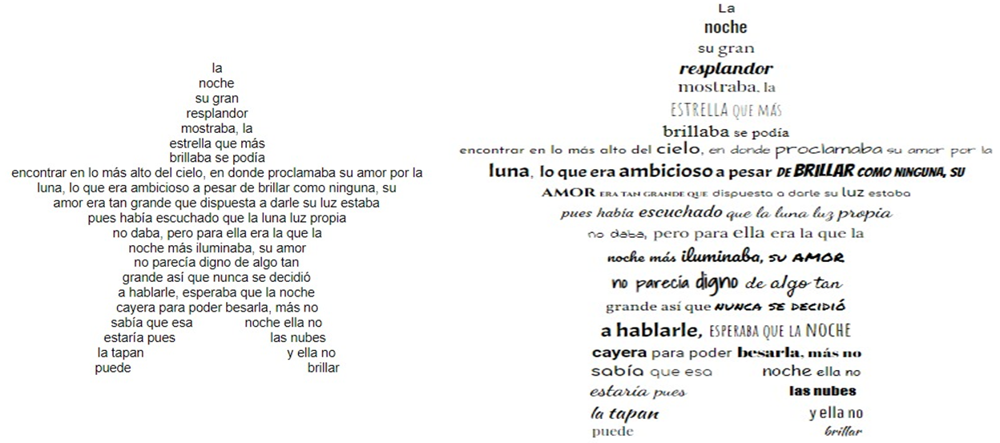 la
noche
su gran
resplandor
mostraba, la
estrella que más
brillaba se podía
encontrar en lo más alto del cielo, en donde proclamaba su amor por la
luna, lo que era ambicioso a pesar de brillar como ninguna, su
amor era tan grande que dispuesta a darle su luz estaba
pues había escuchado que la luna luz propia
no daba, pero para ella era la que la
noche más iluminaba, su amor
no parecía digno de algo tan
grande así que nunca se decidió
a hablarle, esperaba que la noche
cayera para poder besarla, más no
sabía que esa noche ella no
estaría pues las nubes
la tapan y ella no
puede brillar
La
noche
su gran
resplandor
mostraba, la
ESTRELLA QUE MÁS
brillaba se podía
encontrar en lo más alto del cielo, en donde proclamaba su amor por la
luna, lo que era ambicioso a pesar DE BRILLAR COMO NINGUNA, SU
AMOR ERA TAN GRANDE QUE dispuesta a darle su luz estaba
pues había escuchado que la luna luz propia
no daba, pero para ella era la que la
noche más iluminaba, SU AMOR
no parecía digno de algo tan
grande así que NUNCA SE DECIDIÓ
a hablarle, ESPERABA QUE LA NOCHE
cayera para poder besarla, más no
sabía que esa noche ella no
estaría pues las nubes
la tapan y ella no
puede brillar